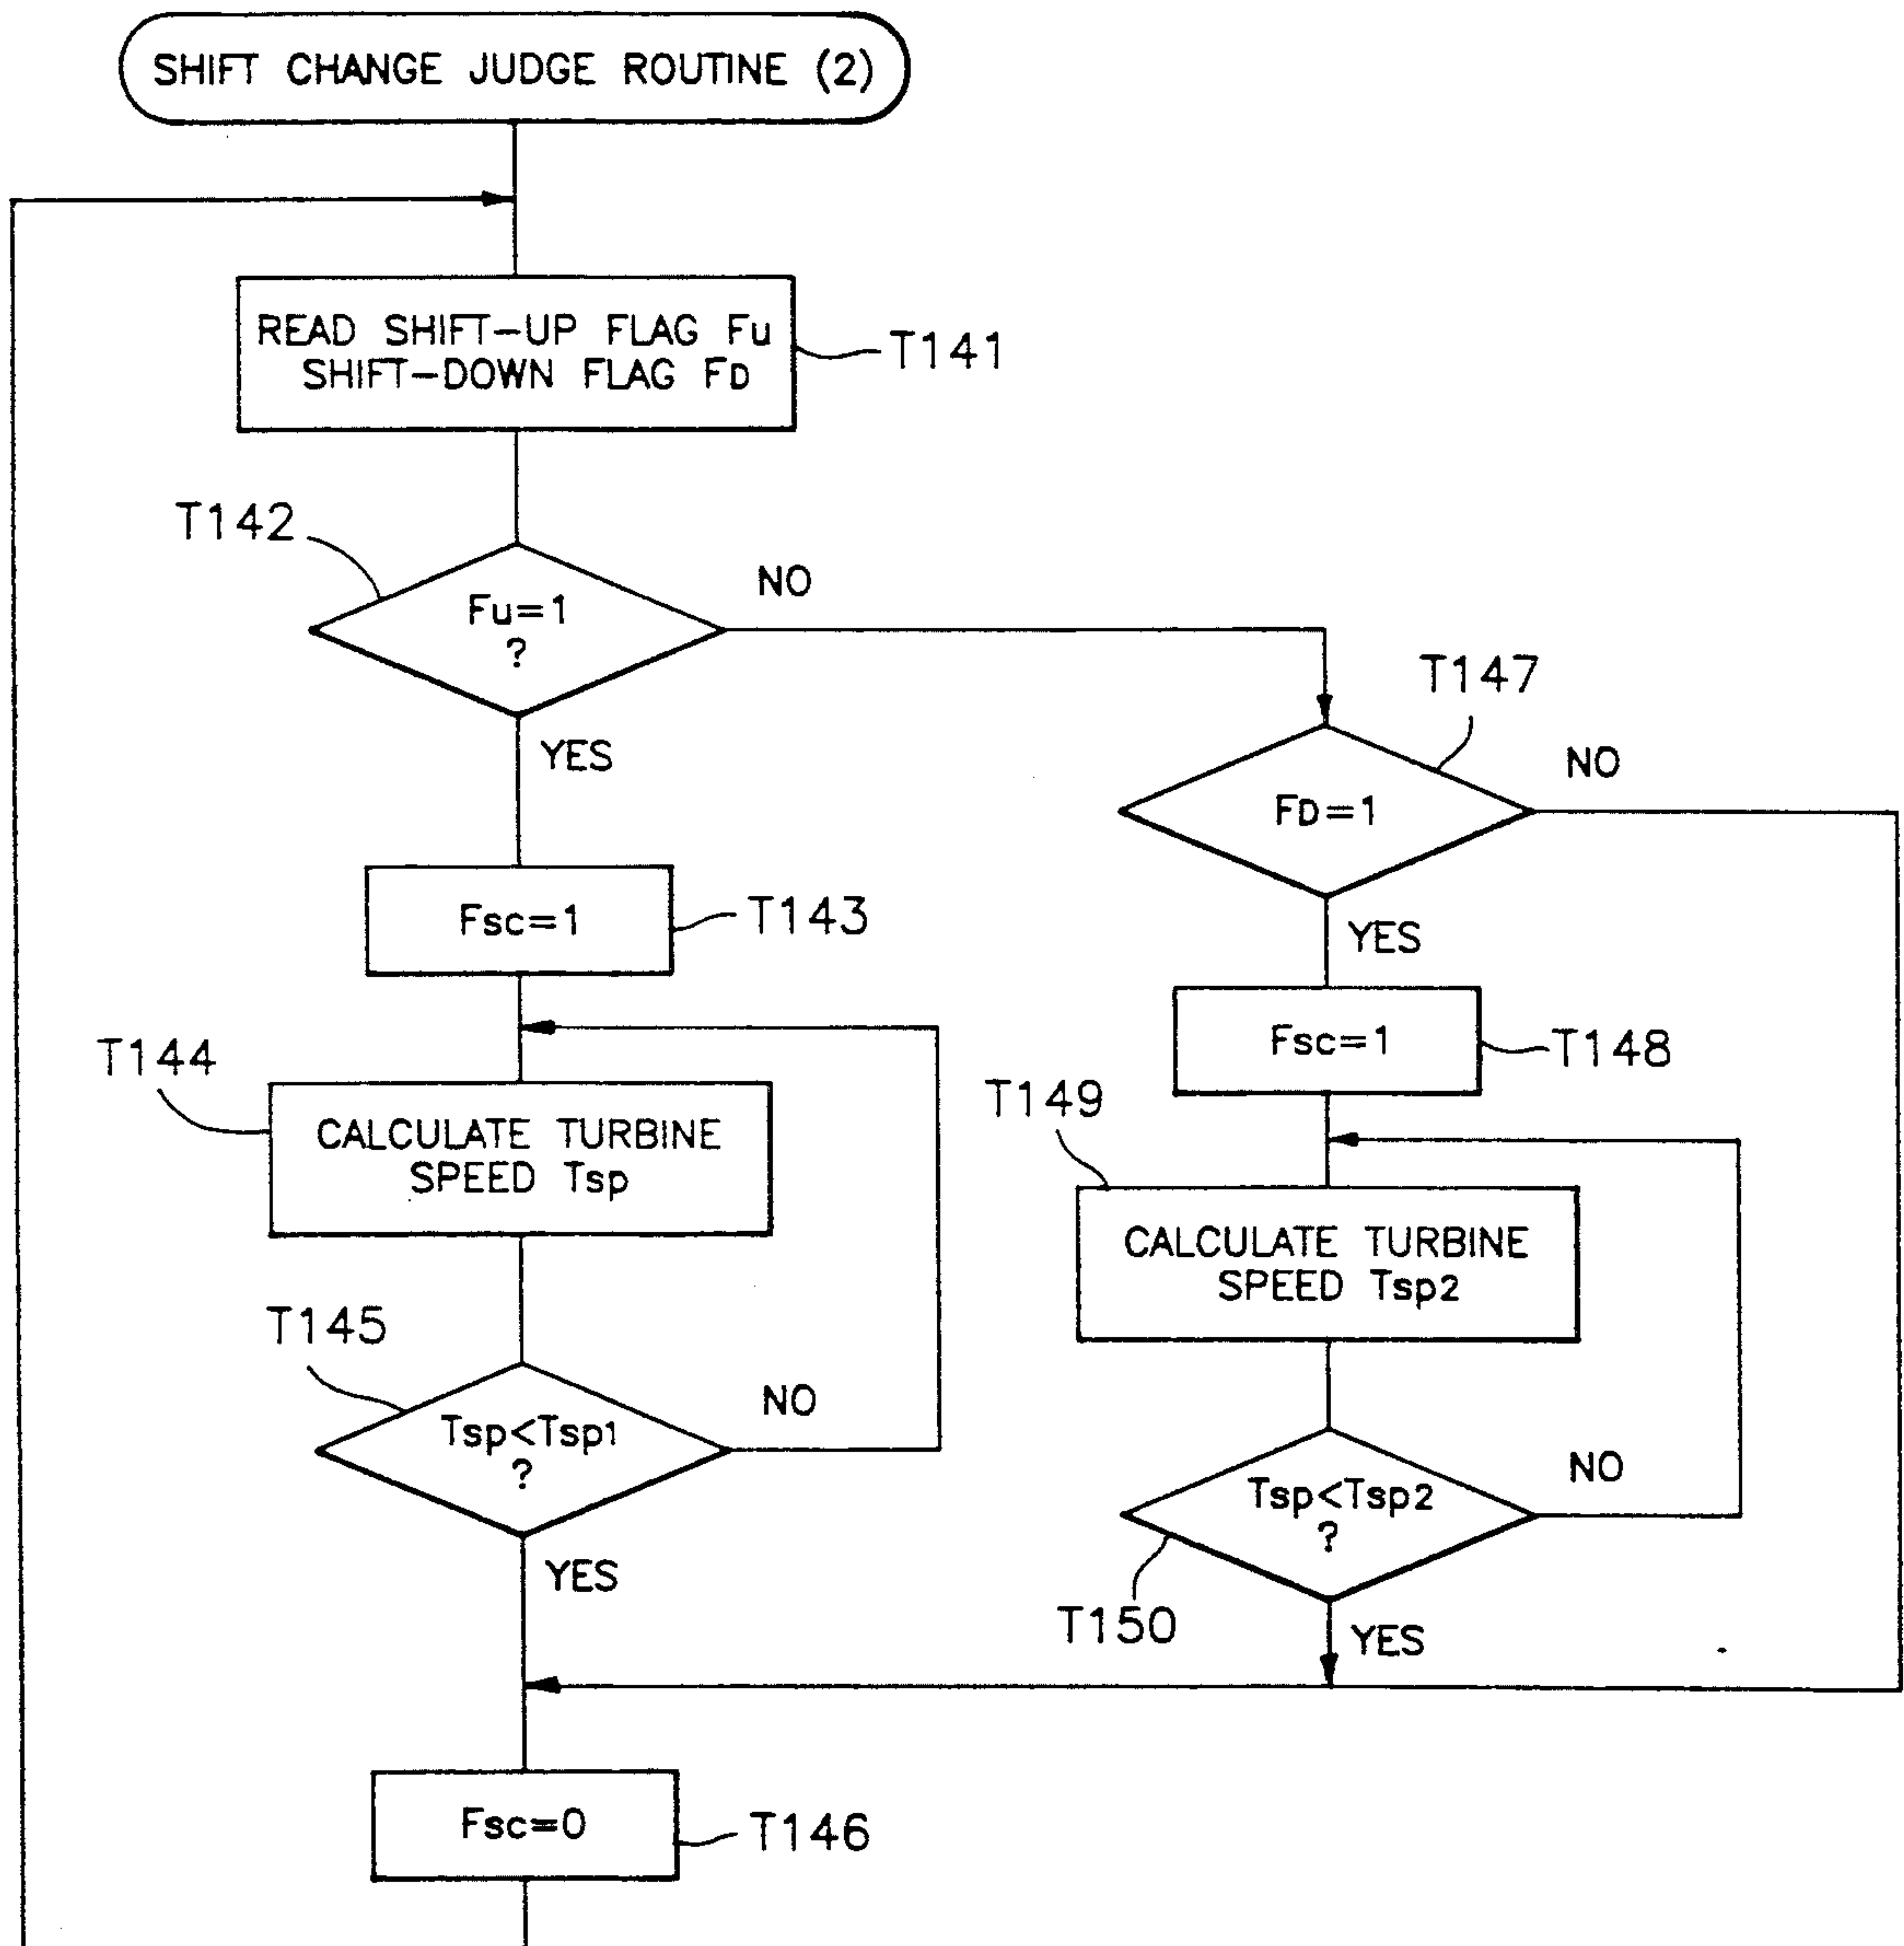 SHIFT CHANGE JUDGE ROUTINE (2)
READ SHIFT-UP FLAG Fu
SHIFT-DOWN FLAG FD
T141
T142
Fu=1
?
NO
YES
T147
FD=1
NO
YES
Fsc=1
T143
Fsc=1
T148
T144
CALCULATE TURBINE
SPEED Tsp
T149
CALCULATE TURBINE
SPEED Tsp2
T145
Tsp<Tsp1
?
NO
YES
Tsp<Tsp2
?
NO
T150
YES
Fsc=0
T146